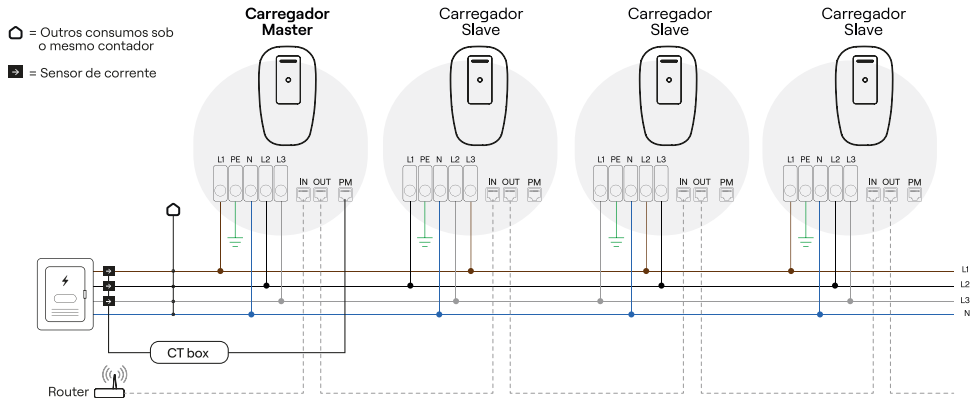 = Outros consumos sob
o mesmo contador
= Sensor de corrente
Carregador
Master
Carregador
Slave
Carregador
Slave
Carregador
Slave
L1 PE N L2 L3
IN OUT PM
L1 PE N L2 L3
IN OUT PM
L1 PE N L2 L3
IN OUT PM
L1 PE N L2 L3
IN OUT PM
L1
L2
L3
N
CT box
Router